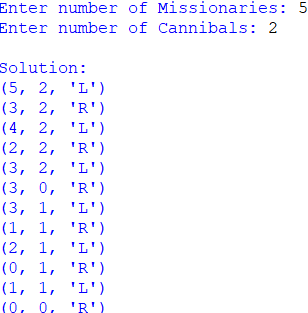 Enter number of Missionaries: 5
Enter number of Cannibals: 2
Solution:
(5, 2, 'L')
(3, 2, 'R')
(4, 2, 'L')
(2, 2, 'R')
(3, 2, 'L')
(3, 0, 'R')
(3, 1, 'L')
(1, 1, 'R')
(2, 1, 'L')
(0, 1, 'R')
(1, 1, 'L')
(0, 0, 'R')